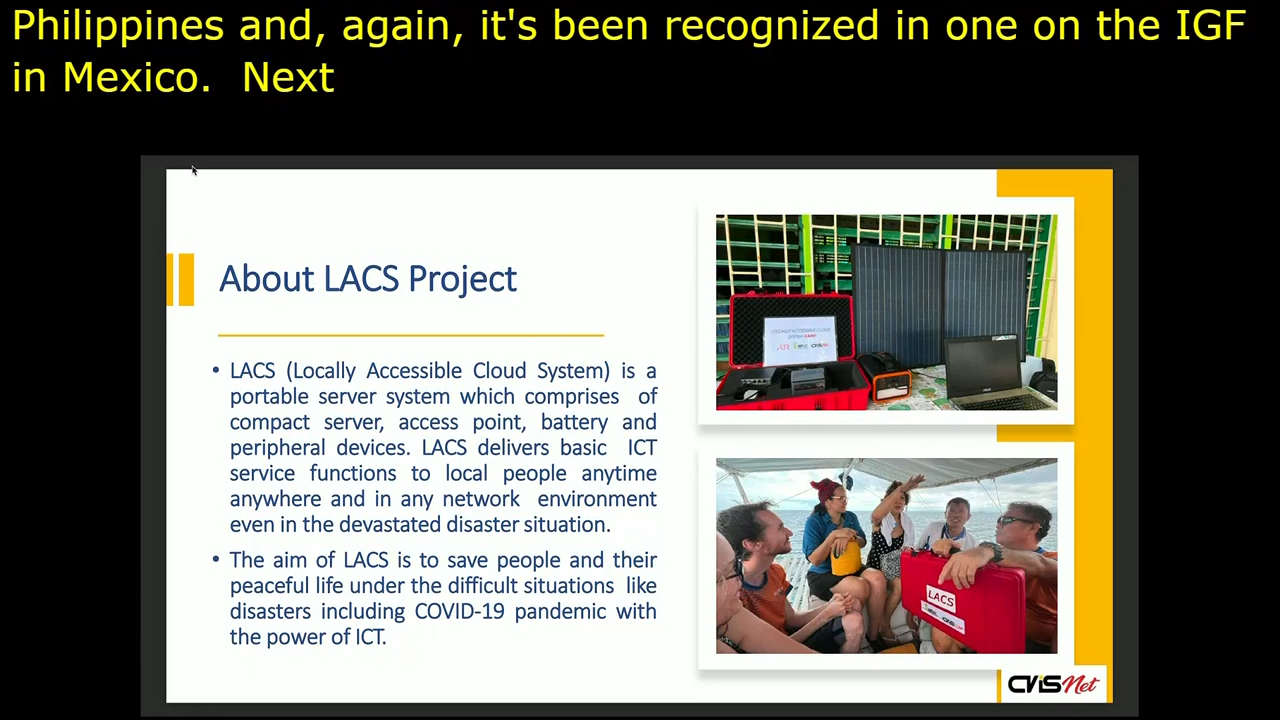 Philippines and, again, it's been recognized in one on the IGF
in Mexico.  Next
About LACS Project
• LACS (Locally Accessible Cloud System) is a
portable server system which comprises of
compact server, access point, battery and
peripheral devices. LACS delivers basic ICT
service functions to local people anytime
anywhere and in any network environment
even in the devastated disaster situation.
• The aim of LACS is to save people and their
peaceful life under the difficult situations like
disasters including COVID-19 pandemic with
the power of ICT.
LOCALLY ACCESSIBLE CLOUD
LACS
CViSNet